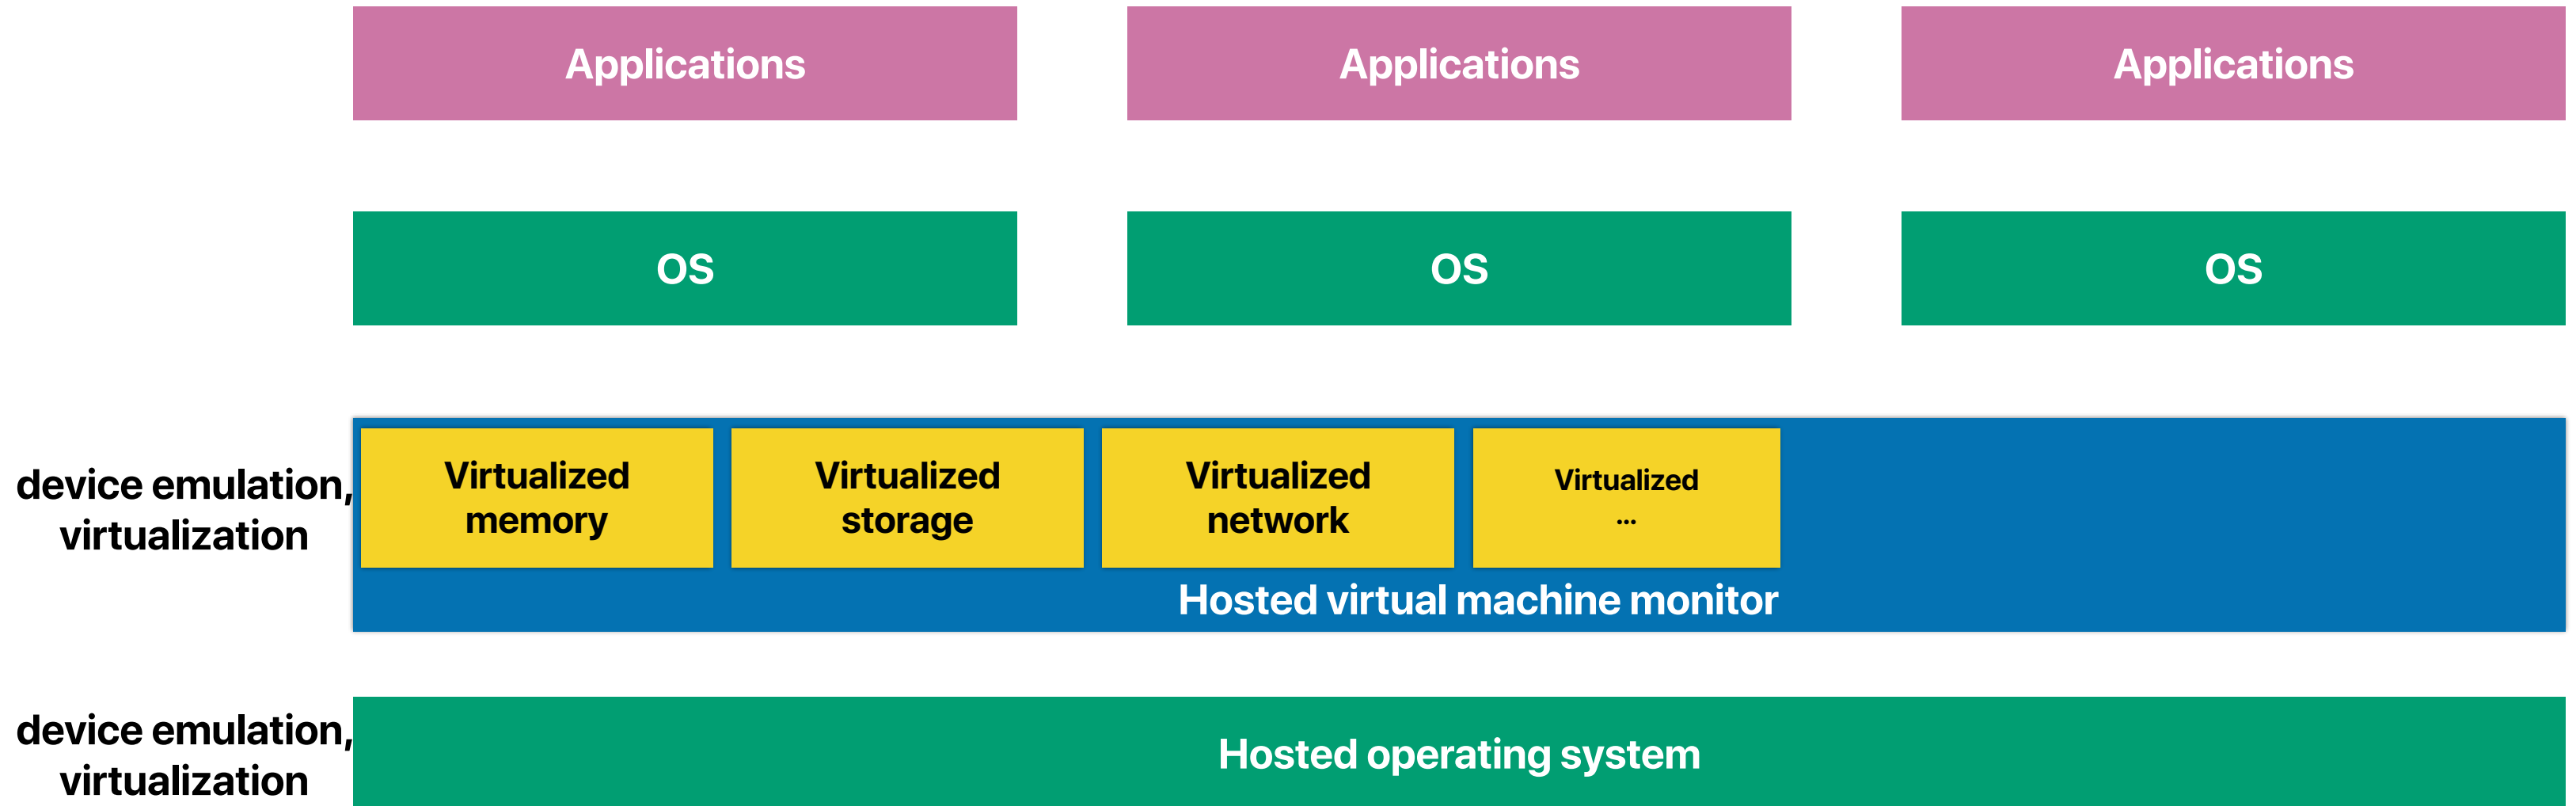 Applications
Applications
Applications
OS
OS
OS
device emulation,
virtualization
Virtualized
memory
Virtualized
storage
Virtualized
network
Virtualized
...
Hosted virtual machine monitor
device emulation,
virtualization
Hosted operating system